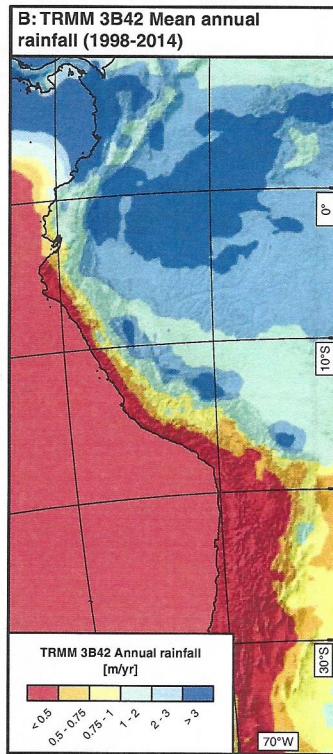 B: TRMM 3B42 Mean annual
rainfall (1998-2014)
0°
10°S
30°S
70°W
TRMM 3B42 Annual rainfall
[m/yr]
< 0.5
0.5 - 0.75
0.75 - 1
1 - 2
2 - 3
> 3